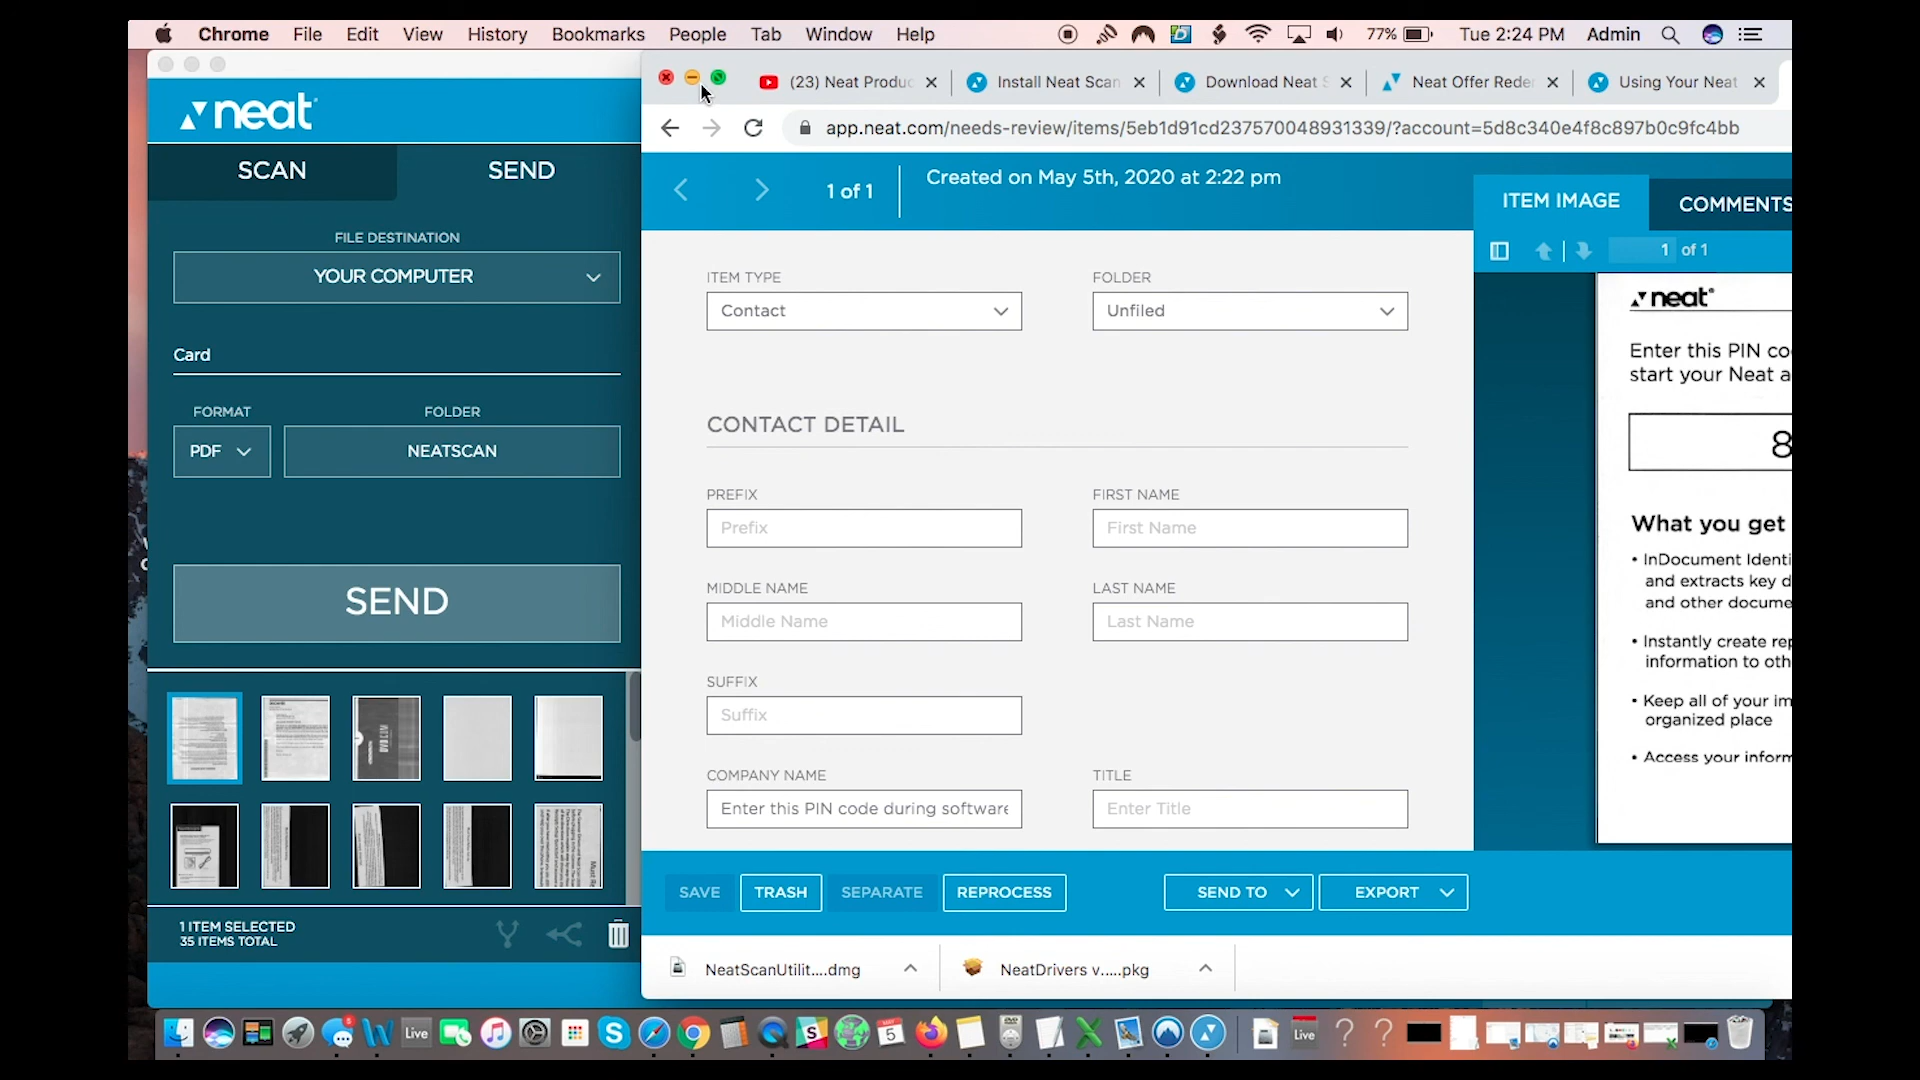 Chrome File Edit View History Bookmarks People Tab Window Help 77% Tue 2:24 PM Admin
(23) Neat Produc Install Neat Scan Download Neat S Neat Offer Rede Using Your Neat
app.neat.com/needs-review/items/5eb1d91cd237570048931339/?account=5d8c340e4f8c897b0c9fc4bb
neat
SCAN SEND
FILE DESTINATION
YOUR COMPUTER
Card
FORMAT FOLDER
PDF NEATSCAN
SEND
1 ITEM SELECTED
35 ITEMS TOTAL
1 of 1 Created on May 5th, 2020 at 2:22 pm
ITEM TYPE FOLDER
Contact Unfiled
CONTACT DETAIL
PREFIX FIRST NAME
Prefix First Name
MIDDLE NAME LAST NAME
Middle Name Last Name
SUFFIX
Suffix
COMPANY NAME TITLE
Enter this PIN code during software Enter Title
SAVE TRASH SEPARATE REPROCESS SEND TO EXPORT
ITEM IMAGE COMMENTS
1 of 1
neat
Enter this PIN co
start your Neat a
8
What you get
• InDocument Identi
and extracts key d
and other docume
• Instantly create rep
information to oth
• Keep all of your im
organized place
• Access your inform
NeatScanUtilit....dmg NeatDrivers v.....pkg
Live
5
Live